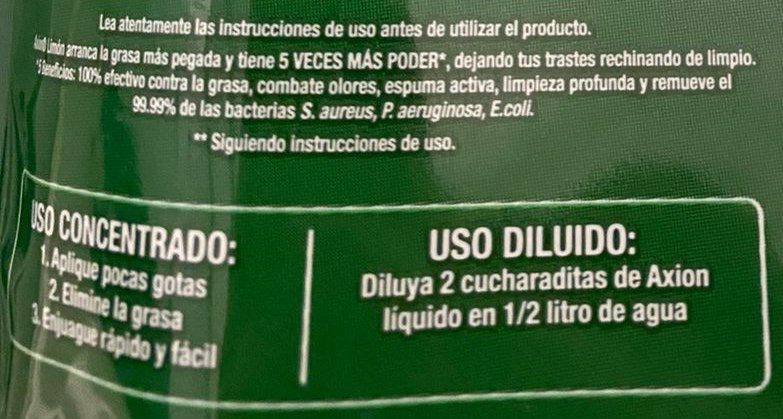 Lea atentamente las instrucciones de uso antes de utilizar el producto.
Axion® Limón arranca la grasa más pegada y tiene 5 VECES MÁS PODER*, dejando tus trastes rechinando de limpio.
*5 Beneficios: 100% efectivo contra la grasa, combate olores, espuma activa, limpieza profunda y remueve el
99.99% de las bacterias S. aureus, P. aeruginosa, E.coli.
** Siguiendo instrucciones de uso.
USO CONCENTRADO:
1. Aplique pocas gotas
2. Elimine la grasa
3. Enjuague rápido y fácil
USO DILUIDO:
Diluya 2 cucharaditas de Axion
líquido en 1/2 litro de agua